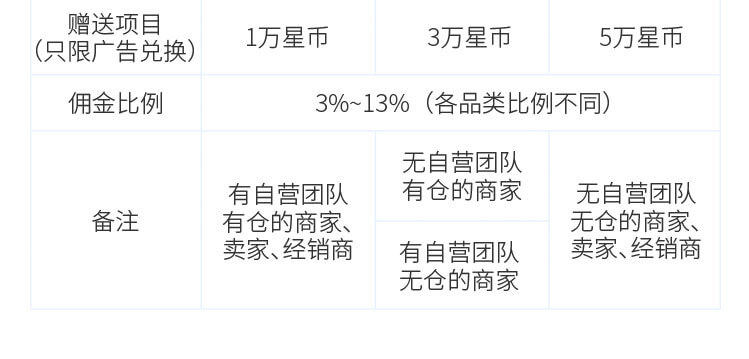 赠送项目
（只限广告兑换）
1万星币
3万星币
5万星币
佣金比例
3%~13%（各品类比例不同）
备注
有自营团队
有仓的商家、
卖家、经销商
无自营团队
有仓的商家
有自营团队
无仓的商家
无自营团队
无仓的商家、
卖家、经销商